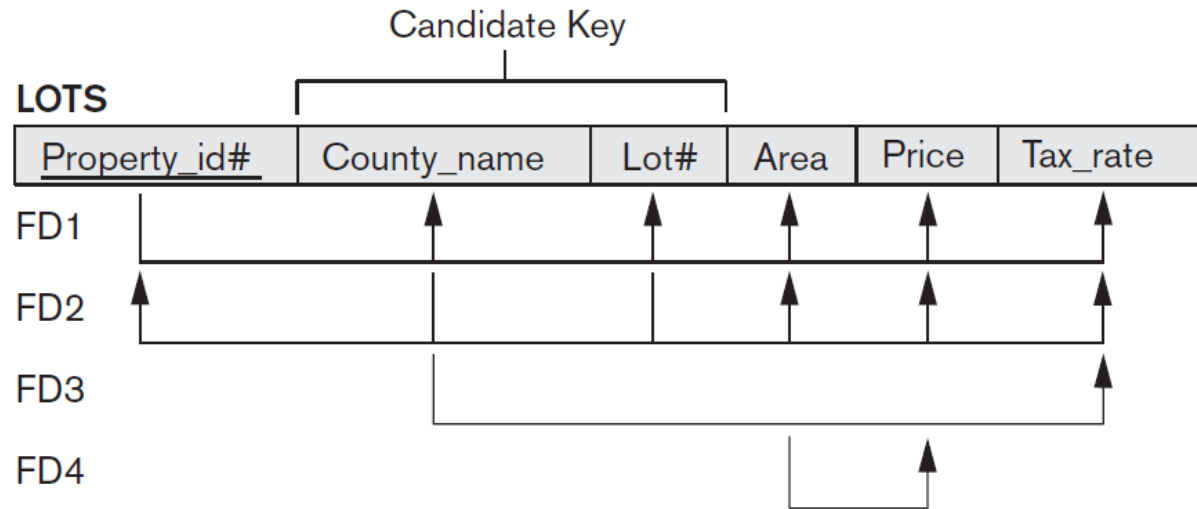 Candidate Key
LOTS
Property_id# County_name Lot# Area Price Tax_rate
FD1
FD2
FD3
FD4